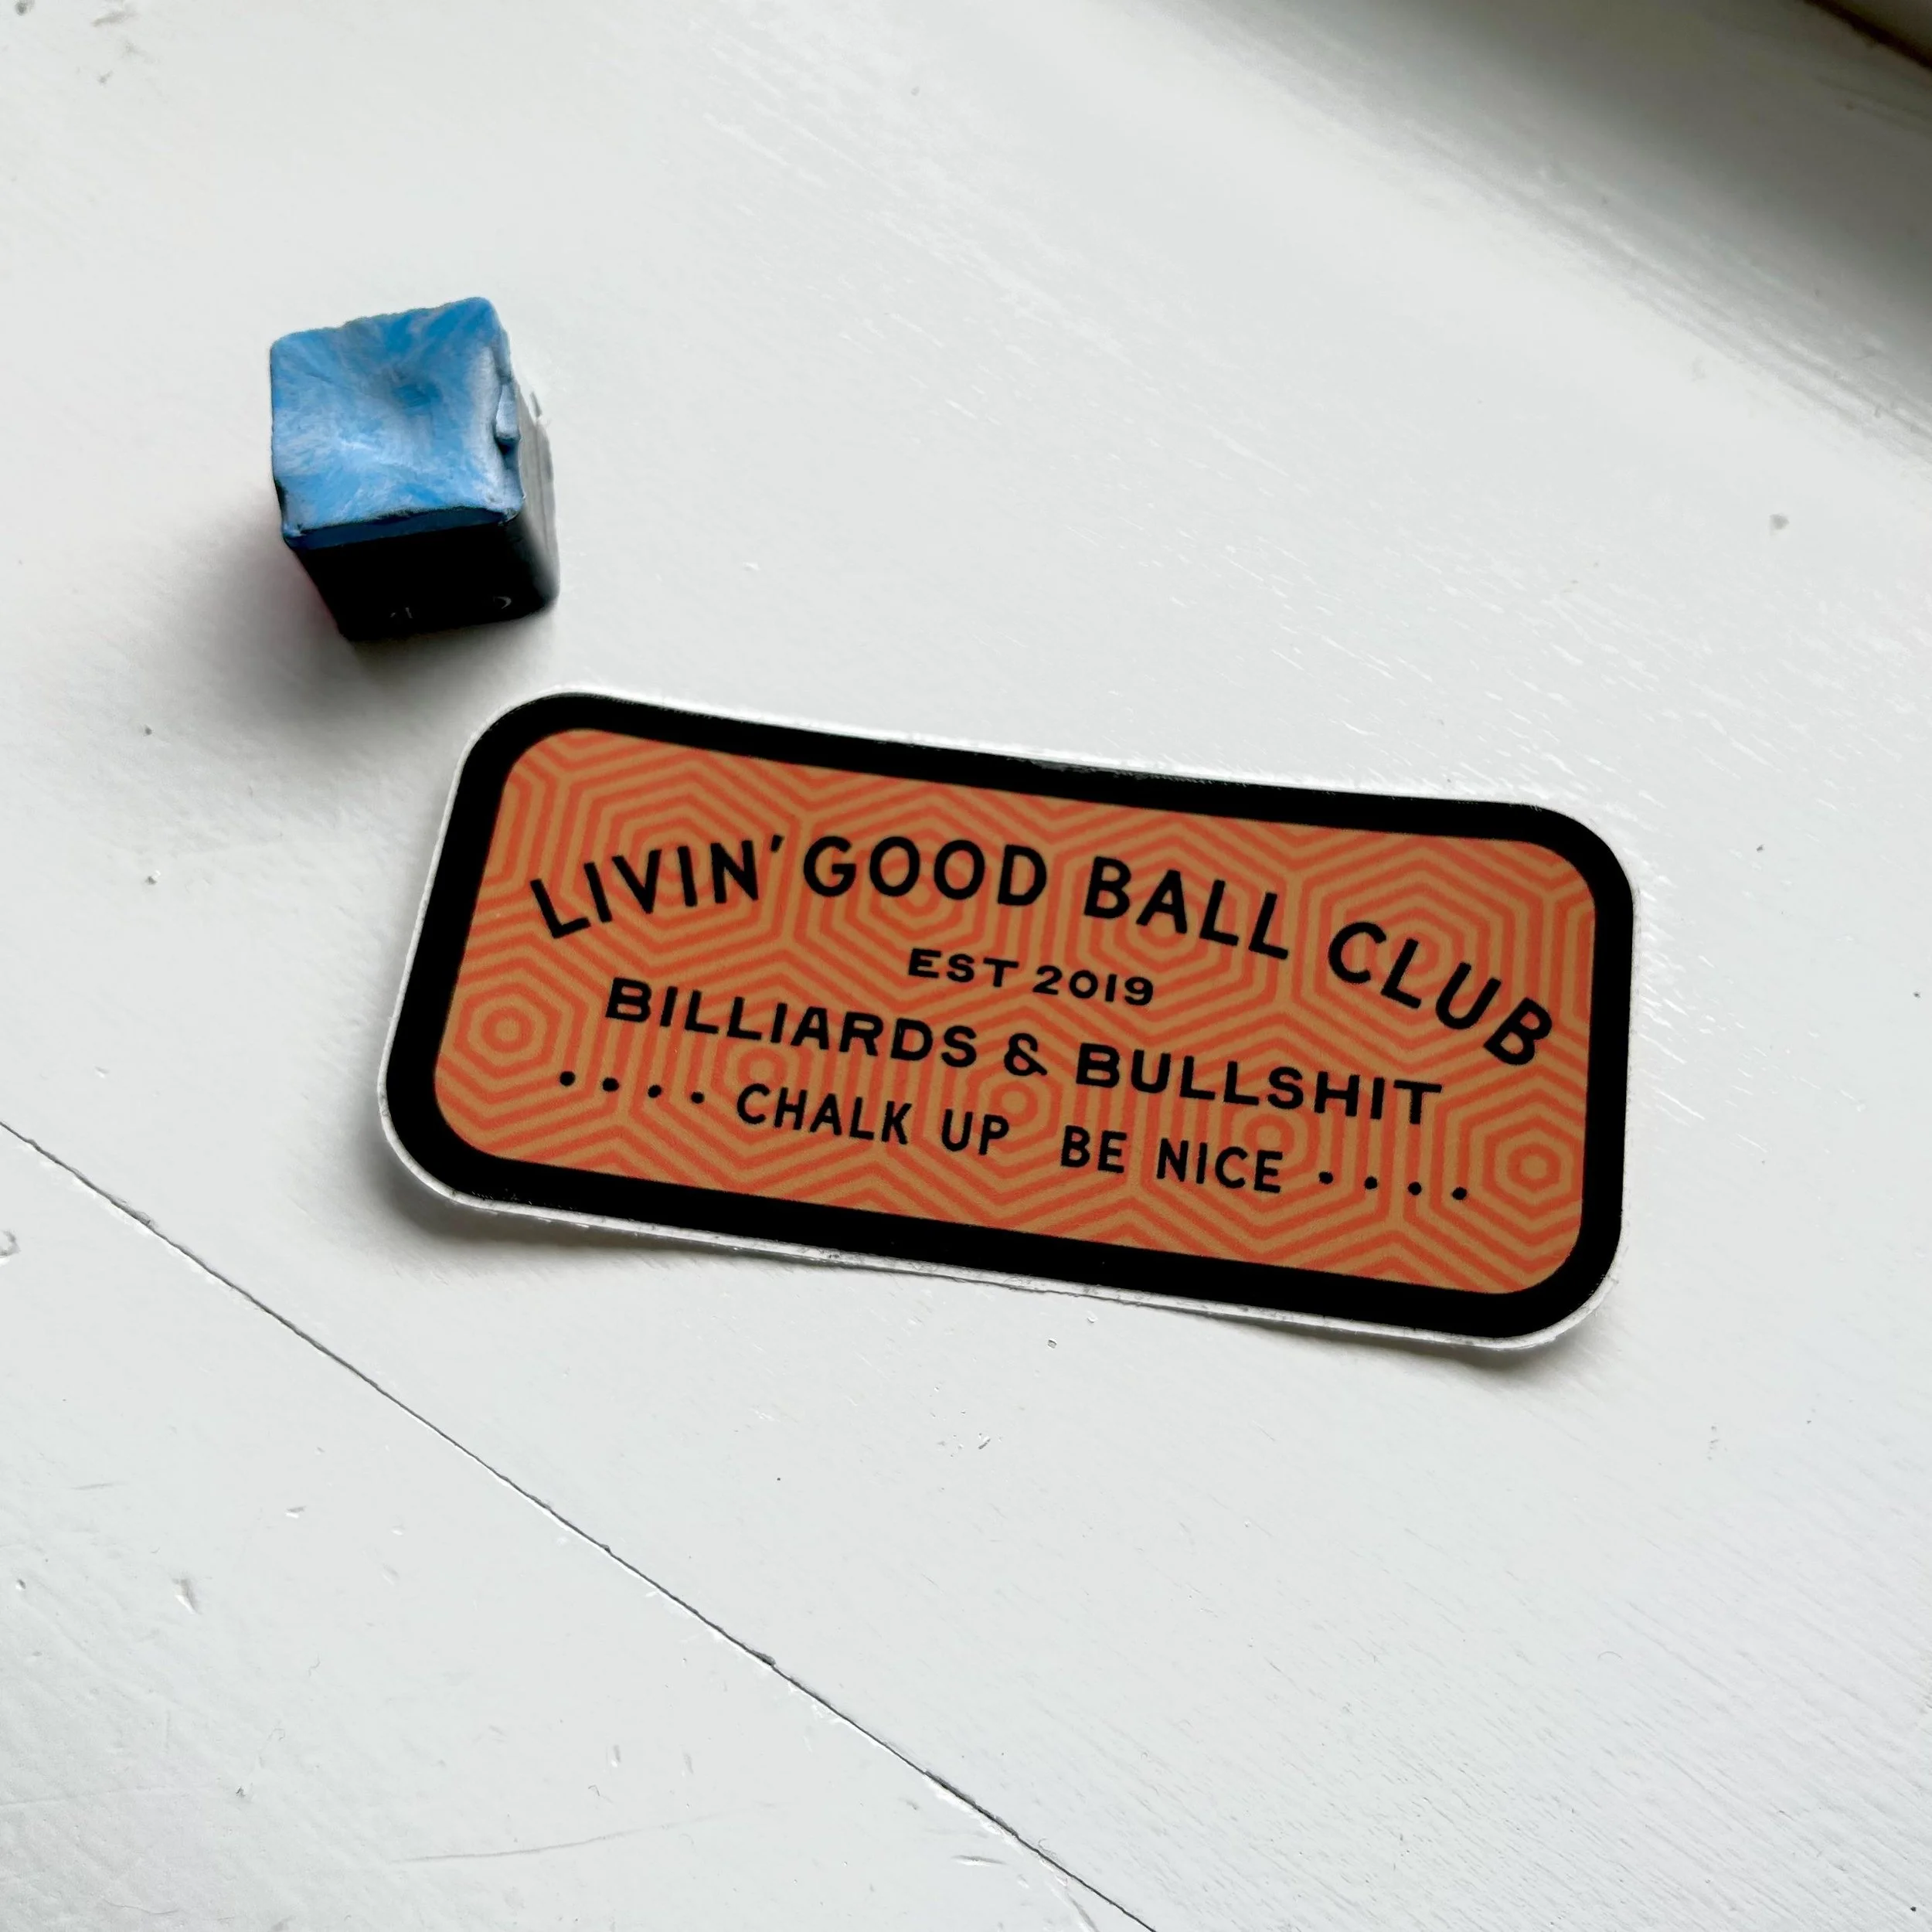 LIVIN' GOOD BALL CLUB
EST 2019
BILLIARDS & BULLSHIT
•••• CHALK UP BE NICE ••••